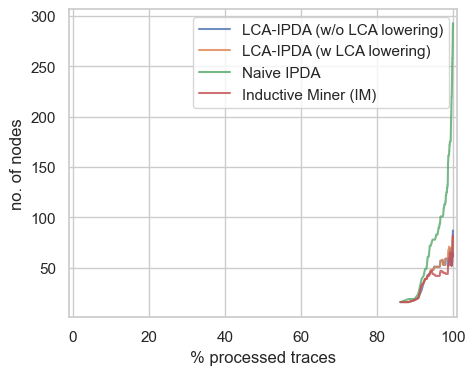 300
250
200
150
100
50
no. of nodes
LCA-IPDA (w/o LCA lowering)
LCA-IPDA (w LCA lowering)
Naive IPDA
Inductive Miner (IM)
0 20 40 60 80 100
% processed traces